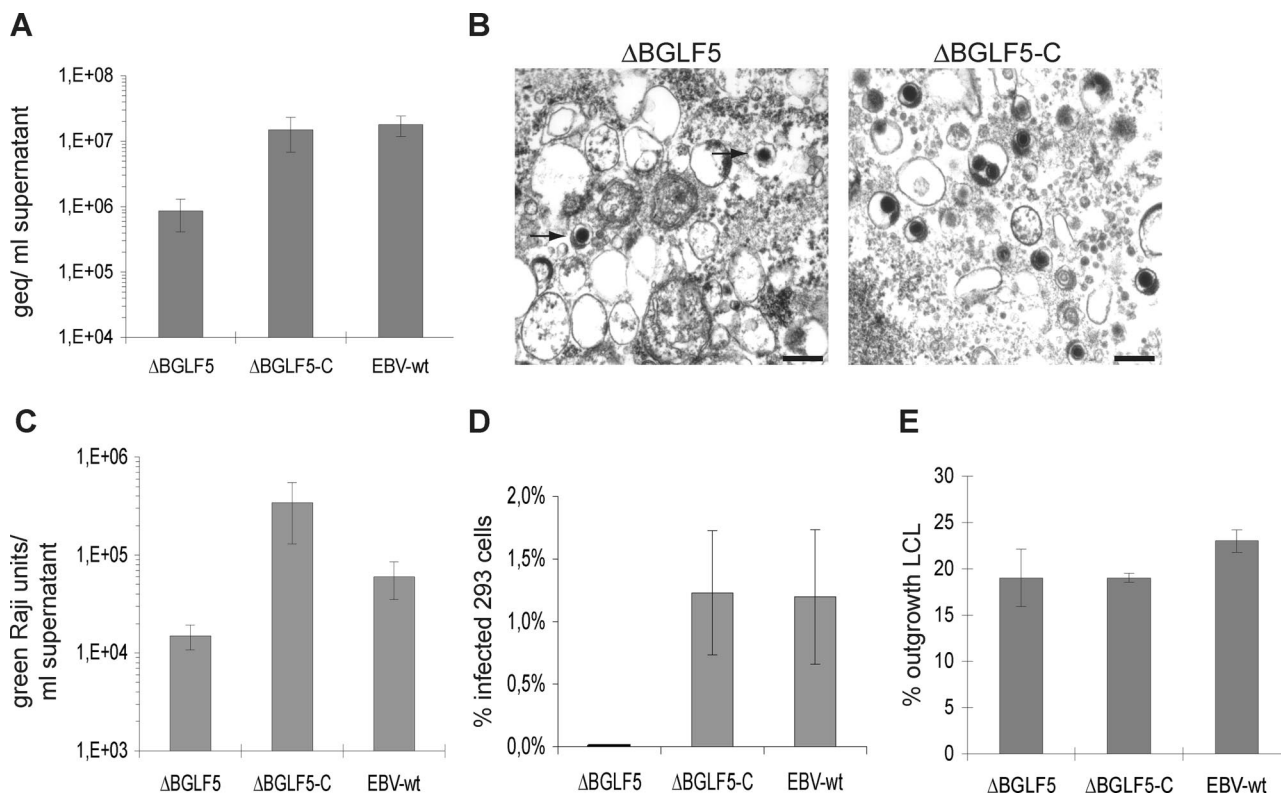 A
geq/ ml supernatant
1,E+08
1,E+07
1,E+06
1,E+05
1,E+04
ΔBGLF5
ΔBGLF5-C
EBV-wt
B
ΔBGLF5
ΔBGLF5-C
C
green Raji units/
ml supernatant
1,E+06
1,E+05
1,E+04
1,E+03
ΔBGLF5
ΔBGLF5-C
EBV-wt
D
% infected 293 cells
2,0%
1,5%
1,0%
0,5%
0,0%
ΔBGLF5
ΔBGLF5-C
EBV-wt
E
% outgrowth LCL
30
25
20
15
10
5
0
ΔBGLF5
ΔBGLF5-C
EBV-wt